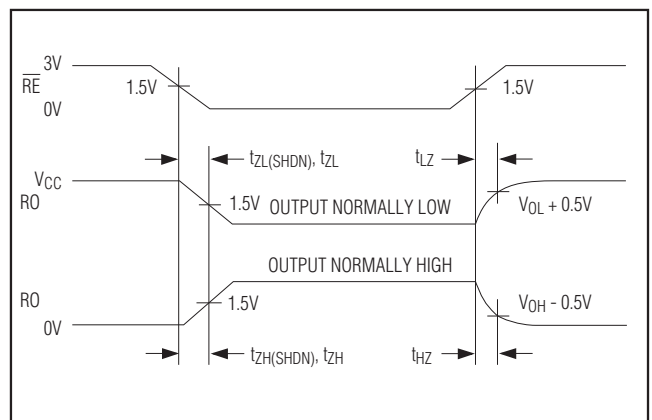 3V
RE
1.5V
1.5V
0V
tZL(SHDN), tZL
tLZ
VCC
RO
1.5V
OUTPUT NORMALLY LOW
VOL + 0.5V
OUTPUT NORMALLY HIGH
RO
1.5V
VOH - 0.5V
0V
tZH(SHDN), tZH
tHZ